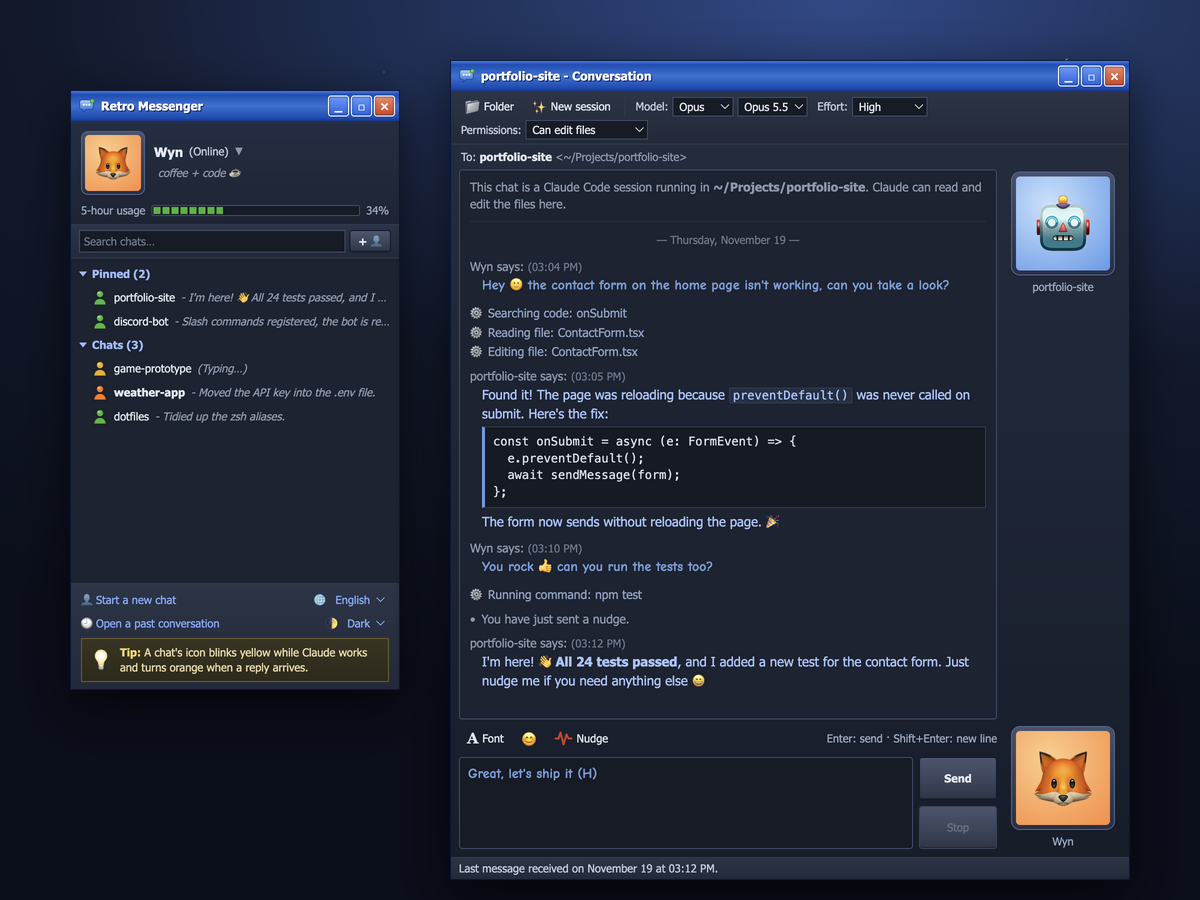 Retro Messenger
Wyn (Online) ▼
coffee + code ☕
5-hour usage 34%
Search chats...
+ 👤
Pinned (2)
portfolio-site - I'm here! 👋 All 24 tests passed, and I ...
discord-bot - Slash commands registered, the bot is re...
Chats (3)
game-prototype (Typing...)
weather-app - Moved the API key into the .env file.
dotfiles - Tidied up the zsh aliases.
Start a new chat
English
Open a past conversation
Dark
Tip: A chat's icon blinks yellow while Claude works
and turns orange when a reply arrives.
portfolio-site - Conversation
Folder ✨ New session Model: Opus Opus 5.5 Effort: High
Permissions: Can edit files
To: portfolio-site <~/Projects/portfolio-site>
This chat is a Claude Code session running in ~/Projects/portfolio-site. Claude can read and
edit the files here.
— Thursday, November 19 —
Wyn says: (03:04 PM)
Hey 🙂 the contact form on the home page isn't working, can you take a look?
Searching code: onSubmit
Reading file: ContactForm.tsx
Editing file: ContactForm.tsx
portfolio-site says: (03:05 PM)
Found it! The page was reloading because preventDefault() was never called on
submit. Here's the fix:
const onSubmit = async (e: FormEvent) => {
e.preventDefault();
await sendMessage(form);
};
The form now sends without reloading the page. 🎉
Wyn says: (03:10 PM)
You rock 👍 can you run the tests too?
Running command: npm test
• You have just sent a nudge.
portfolio-site says: (03:12 PM)
I'm here! 👋 All 24 tests passed, and I added a new test for the contact form. Just
nudge me if you need anything else 😄
portfolio-site
A Font 😊 Nudge
Enter: send · Shift+Enter: new line
Great, let's ship it (H)
Send
Stop
Wyn
Last message received on November 19 at 03:12 PM.